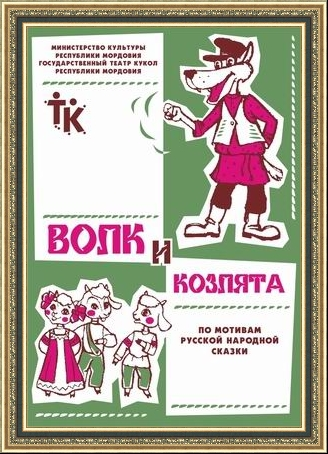 МИНИСТЕРСТВО КУЛЬТУРЫ
РЕСПУБЛИКИ МОРДОВИЯ
ГОСУДАРСТВЕННЫЙ ТЕАТР КУКОЛ
РЕСПУБЛИКИ МОРДОВИЯ
ТК
ВОЛК
И
КОЗЛЯТА
ПО МОТИВАМ
РУССКОЙ НАРОДНОЙ
СКАЗКИ